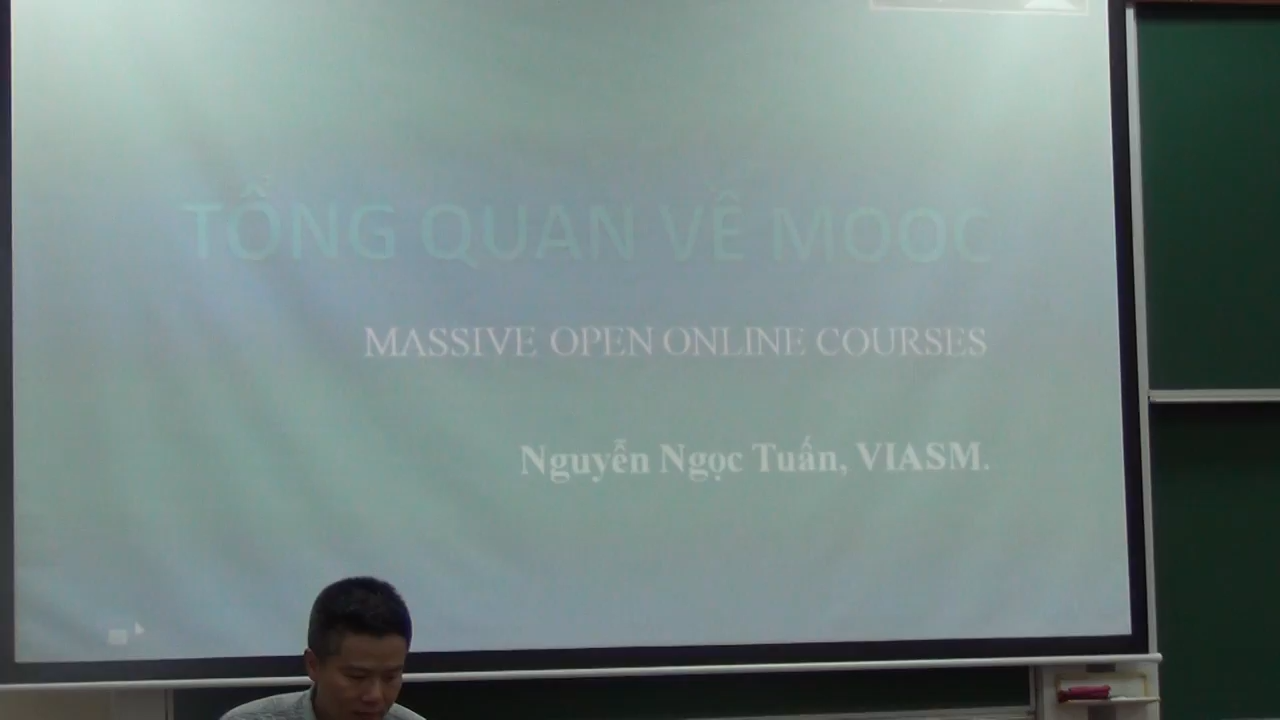 TỔNG QUAN VỀ MOOC
MASSIVE OPEN ONLINE COURSES
Nguyễn Ngọc Tuấn, VIASM.